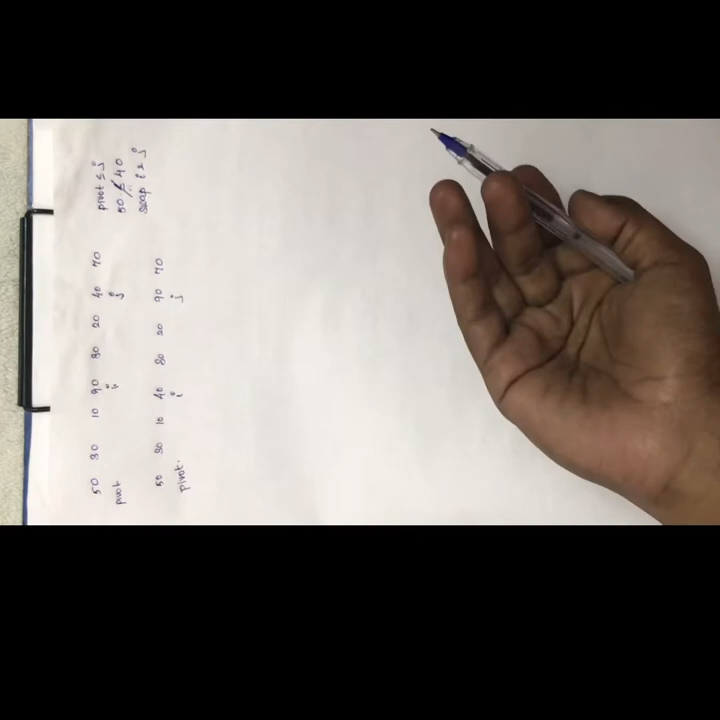 50 30 10 90 80 20 40 70
pivot i j
pivot ≤ j
50 ≰ 40
swap i & j
50 30 10 40 80 20 90 70
pivot. i j